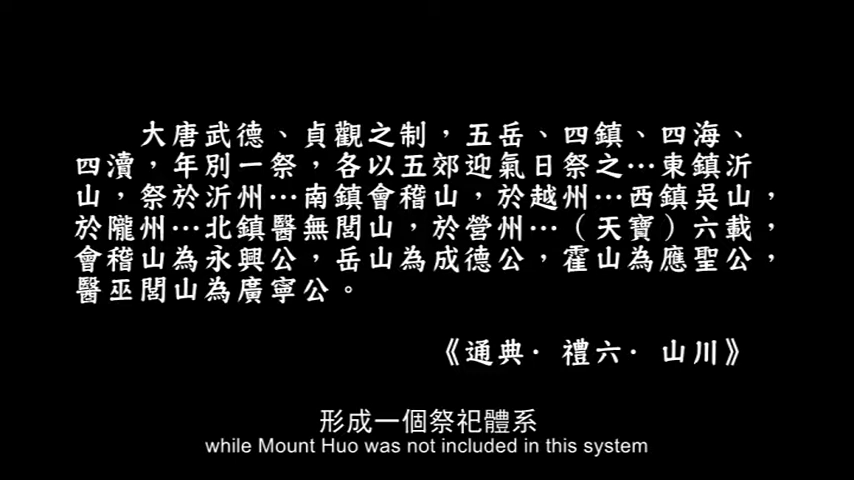 大唐武德、貞觀之制，五岳、四鎮、四海、
四瀆，年別一祭，各以五郊迎氣日祭之…東鎮沂
山，祭於沂州…南鎮會稽山，於越州…西鎮吳山，
於隴州…北鎮醫無閭山，於營州…（天寶）六載，
會稽山為永興公，岳山為成德公，霍山為應聖公，
醫巫閭山為廣寧公。
《通典· 禮六· 山川》
形成一個祭祀體系
while Mount Huo was not included in this system